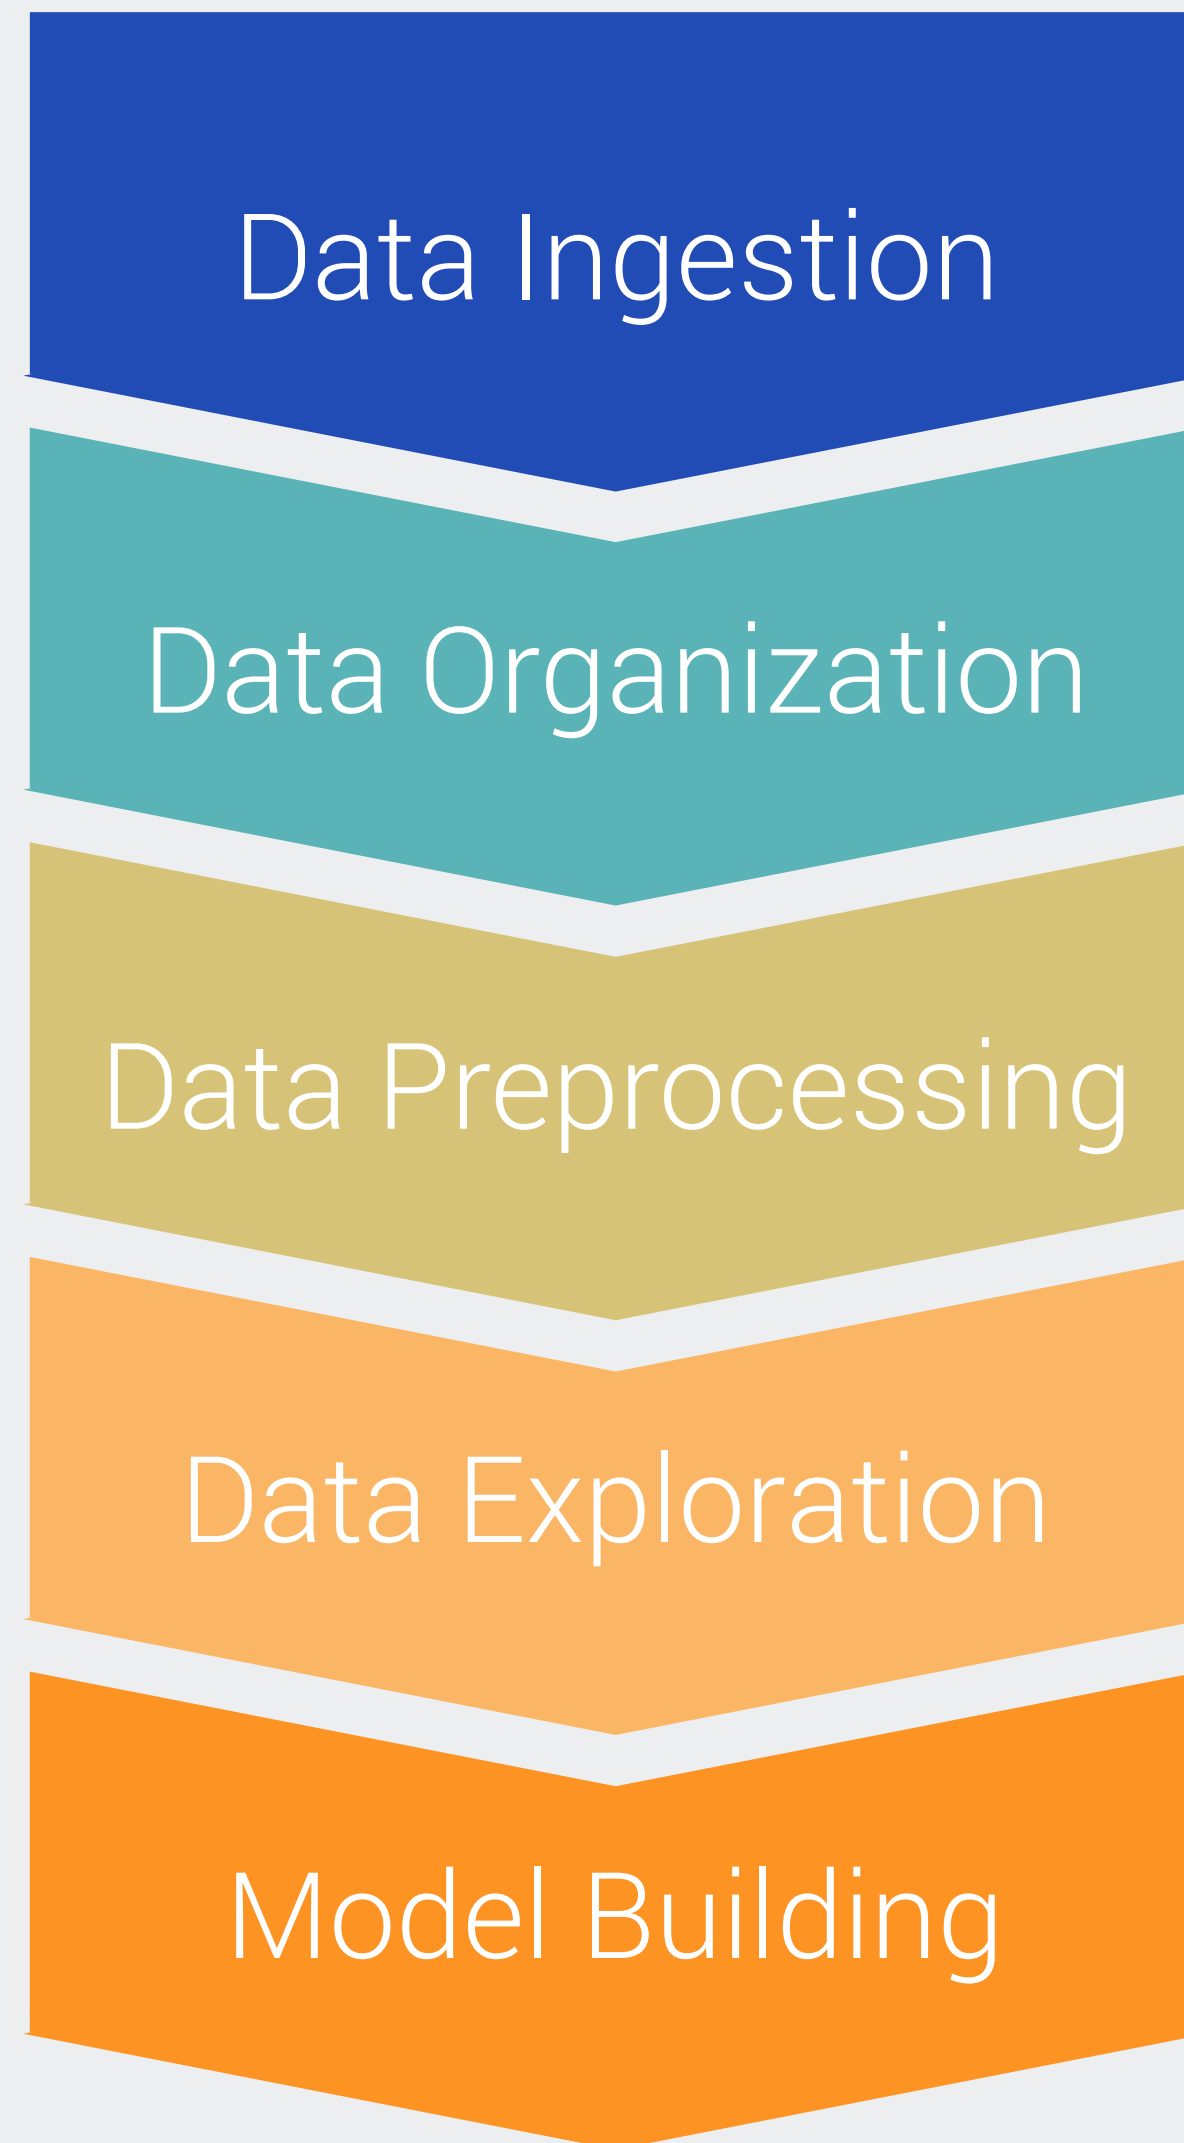 Data Ingestion
Data Organization
Data Preprocessing
Data Exploration
Model Building